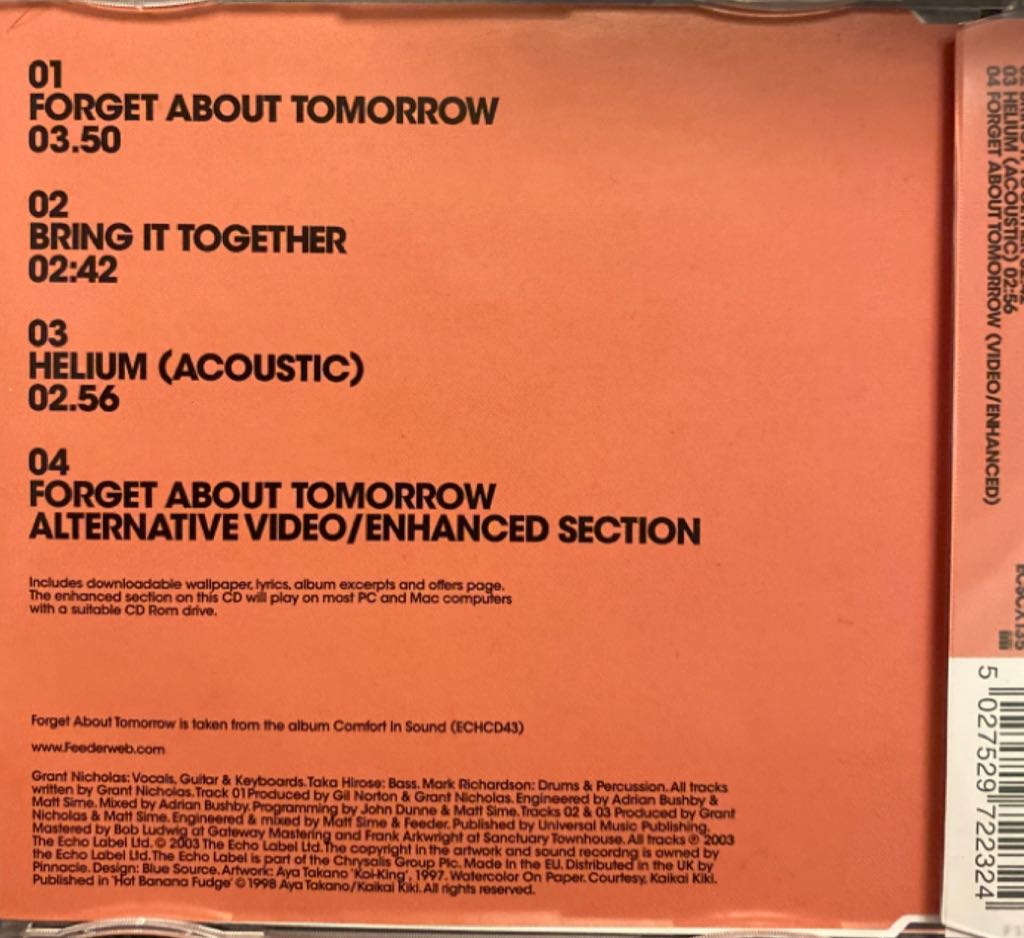 01
FORGET ABOUT TOMORROW
03.50
02
BRING IT TOGETHER
02:42
03
HELIUM (ACOUSTIC)
02.56
04
FORGET ABOUT TOMORROW
ALTERNATIVE VIDEO/ENHANCED SECTION
Includes downloadable wallpaper, lyrics, album excerpts and offers page.
The enhanced section on this CD will play on most PC and Mac computers
with a suitable CD Rom drive.
Forget About Tomorrow is taken from the album Comfort In Sound (ECHCD43)
www.Feederweb.com
Grant Nicholas: Vocals, Guitar & Keyboards. Taka Hirose: Bass. Mark Richardson: Drums & Percussion. All tracks
written by Grant Nicholas. Track 01 Produced by Gil Norton & Grant Nicholas. Engineered by Adrian Bushby &
Matt Sime. Mixed by Adrian Bushby. Programming by John Dunne & Matt Sime. Tracks 02 & 03 Produced by Grant
Nicholas & Matt Sime. Engineered & mixed by Matt Sime & Feeder. Published by Universal Music Publishing.
Mastered by Bob Ludwig at Gateway Mastering and Frank Arkwright at Sanctuary Townhouse. All tracks ℗ 2003
The Echo Label Ltd. © 2003 The Echo Label Ltd. The copyright in the artwork and sound recordng is owned by
the Echo Label Ltd. The Echo Label is part of the Chrysalis Group Plc. Made In the EU. Distributed in the UK by
Pinnacle. Design: Blue Source. Artwork: Aya Takano 'Koi-King', 1997. Watercolor On Paper. Courtesy, Kaikai Kiki.
Published in 'Hot Banana Fudge' © 1998 Aya Takano/Kaikai Kiki. All rights reserved.
03 HELIUM (ACOUSTIC) 02:56
04 FORGET ABOUT TOMORROW (VIDEO/ENHANCED)
5 027529 722324